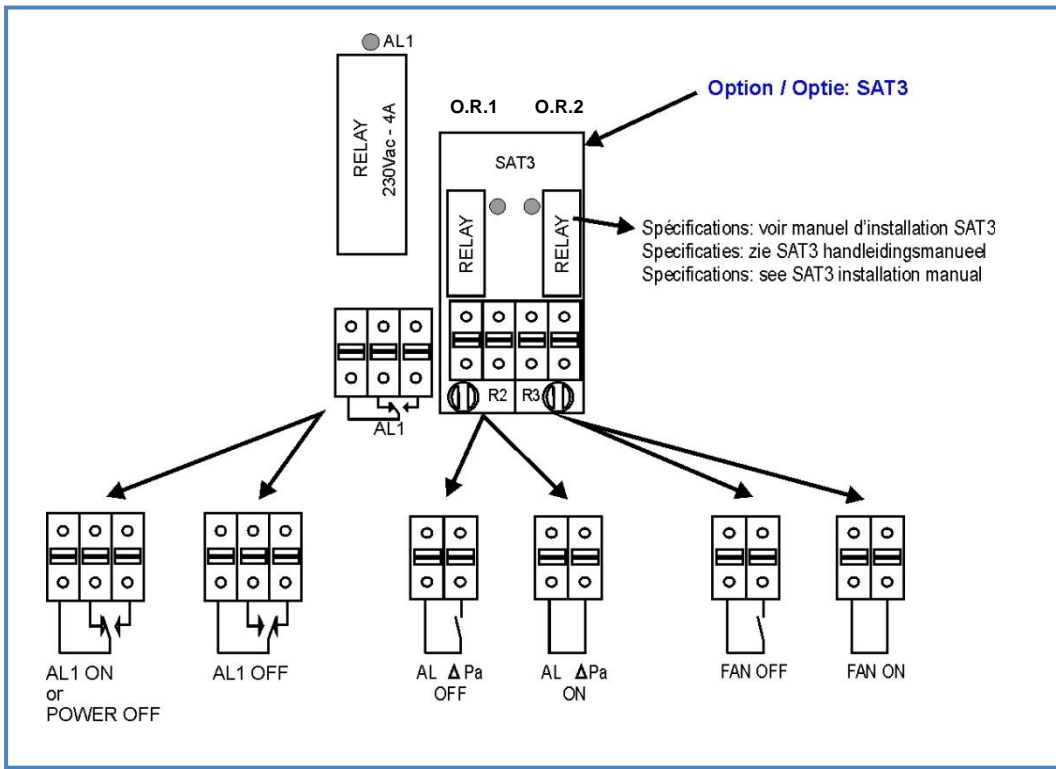 AL1
Option / Optie: SAT3
O.R.1 O.R.2
RELAY
230Vac - 4A
SAT3
RELAY
RELAY
Spécifications: voir manuel d'installation SAT3
Specificaties: zie SAT3 handleidingsmanueel
Specifications: see SAT3 installation manual
R2 R3
AL1
AL1 ON
or
POWER OFF
AL1 OFF
AL Δ Pa
OFF
AL Δ Pa
ON
FAN OFF
FAN ON